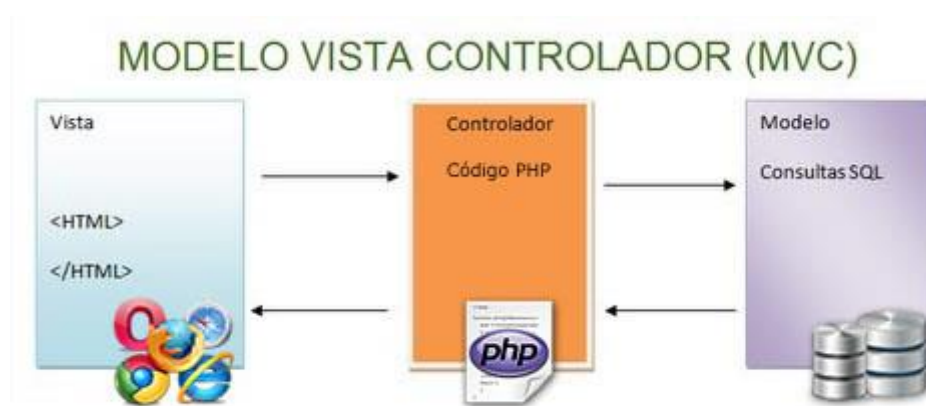 MODELO VISTA CONTROLADOR (MVC)
Vista
<HTML>
</HTML>
Controlador
Código PHP
php
Modelo
Consultas SQL